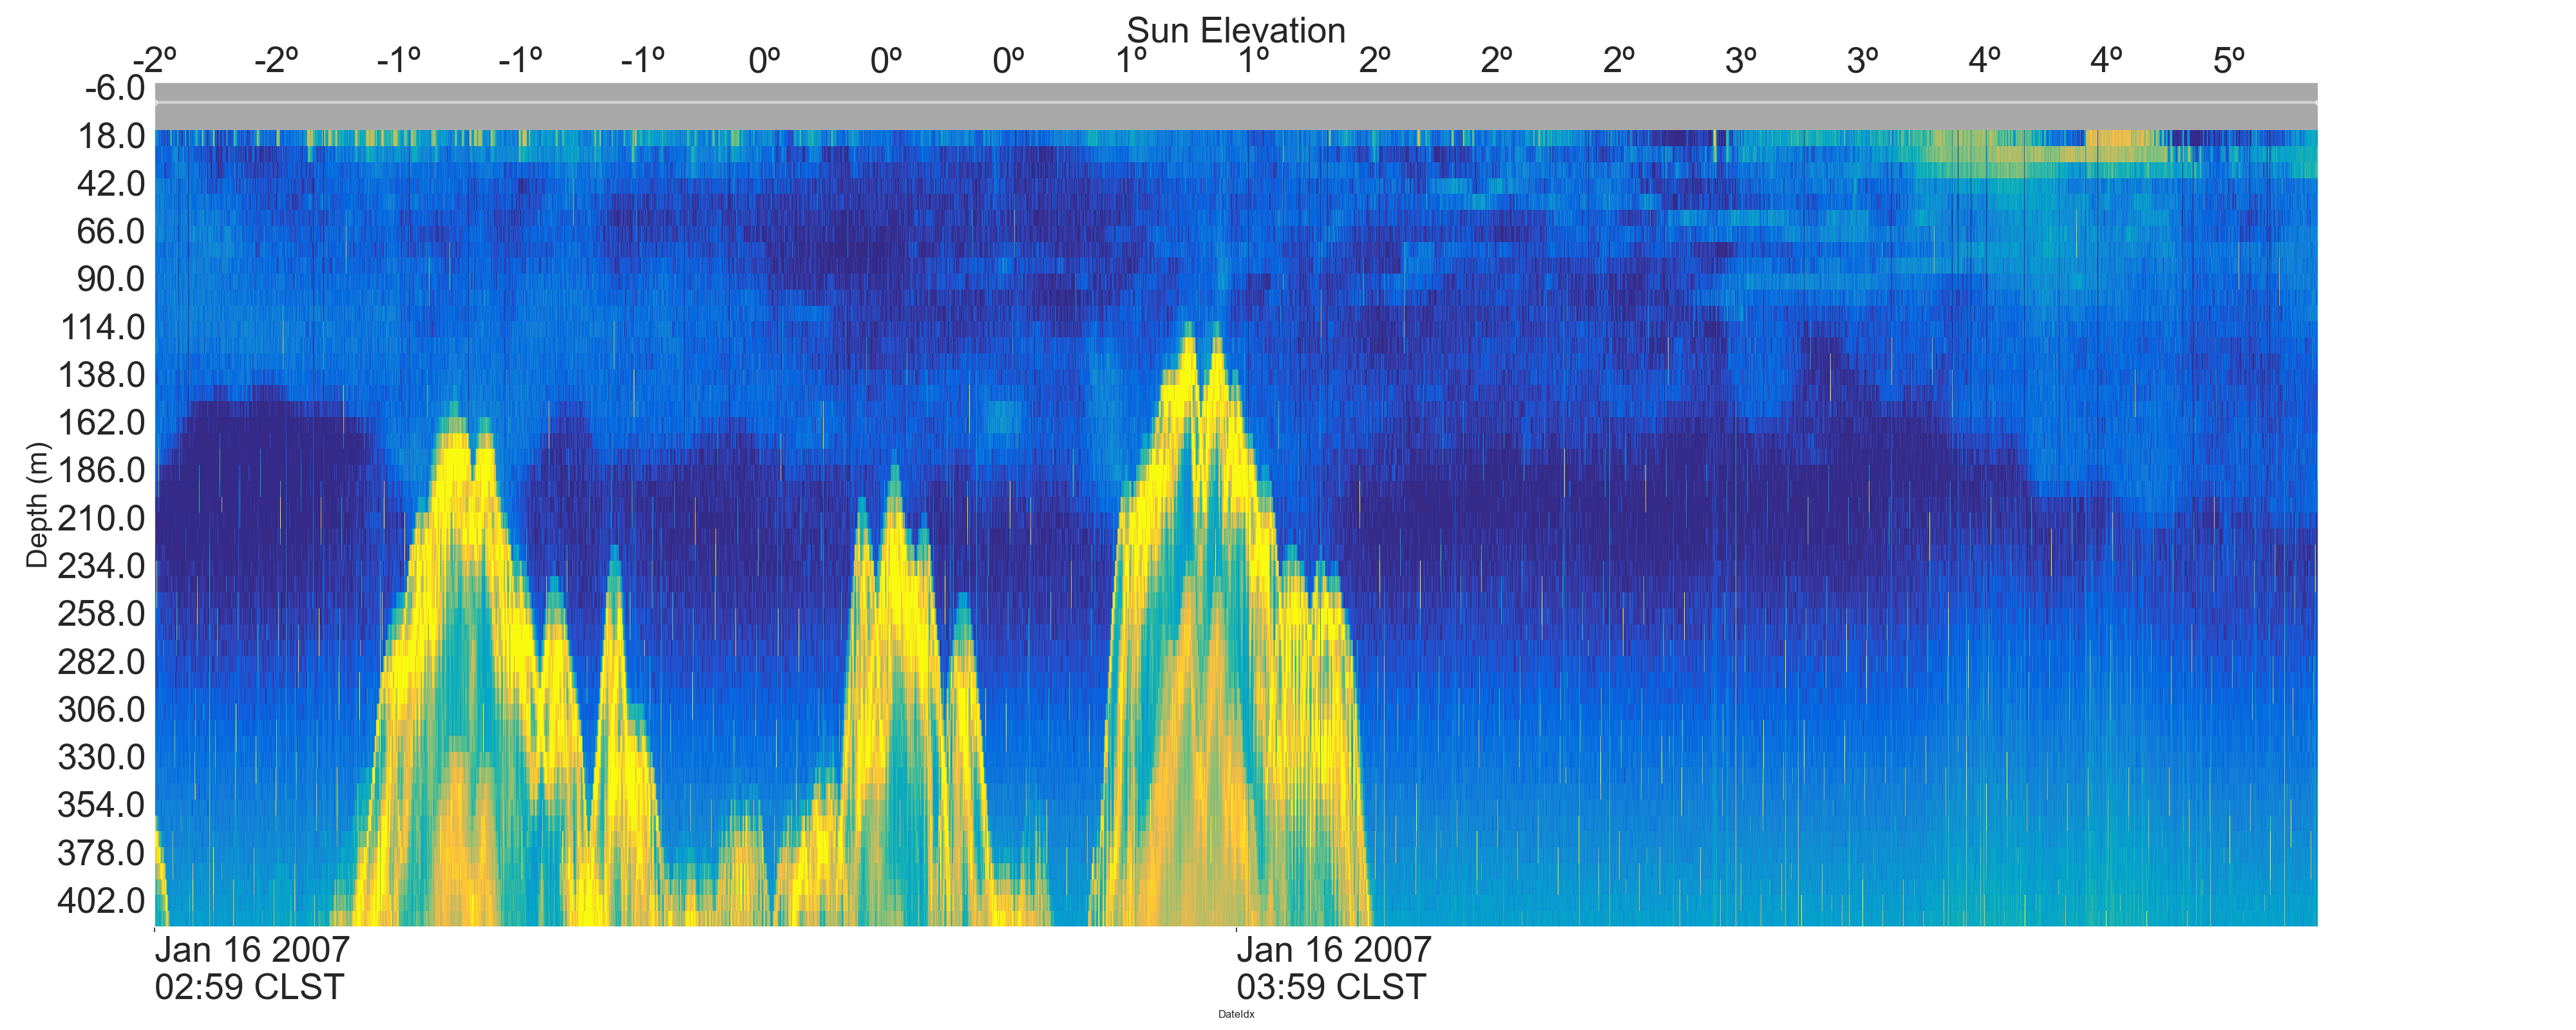 Sun Elevation
-2º -2º -1º -1º -1º 0º 0º 0º 1º 1º 2º 2º 2º 3º 3º 4º 4º 5º
-6.0
18.0
42.0
66.0
90.0
114.0
138.0
162.0
186.0
210.0
234.0
258.0
282.0
306.0
330.0
354.0
378.0
402.0
Depth (m)
Jan 16 2007
02:59 CLST
Jan 16 2007
03:59 CLST
DateIdx